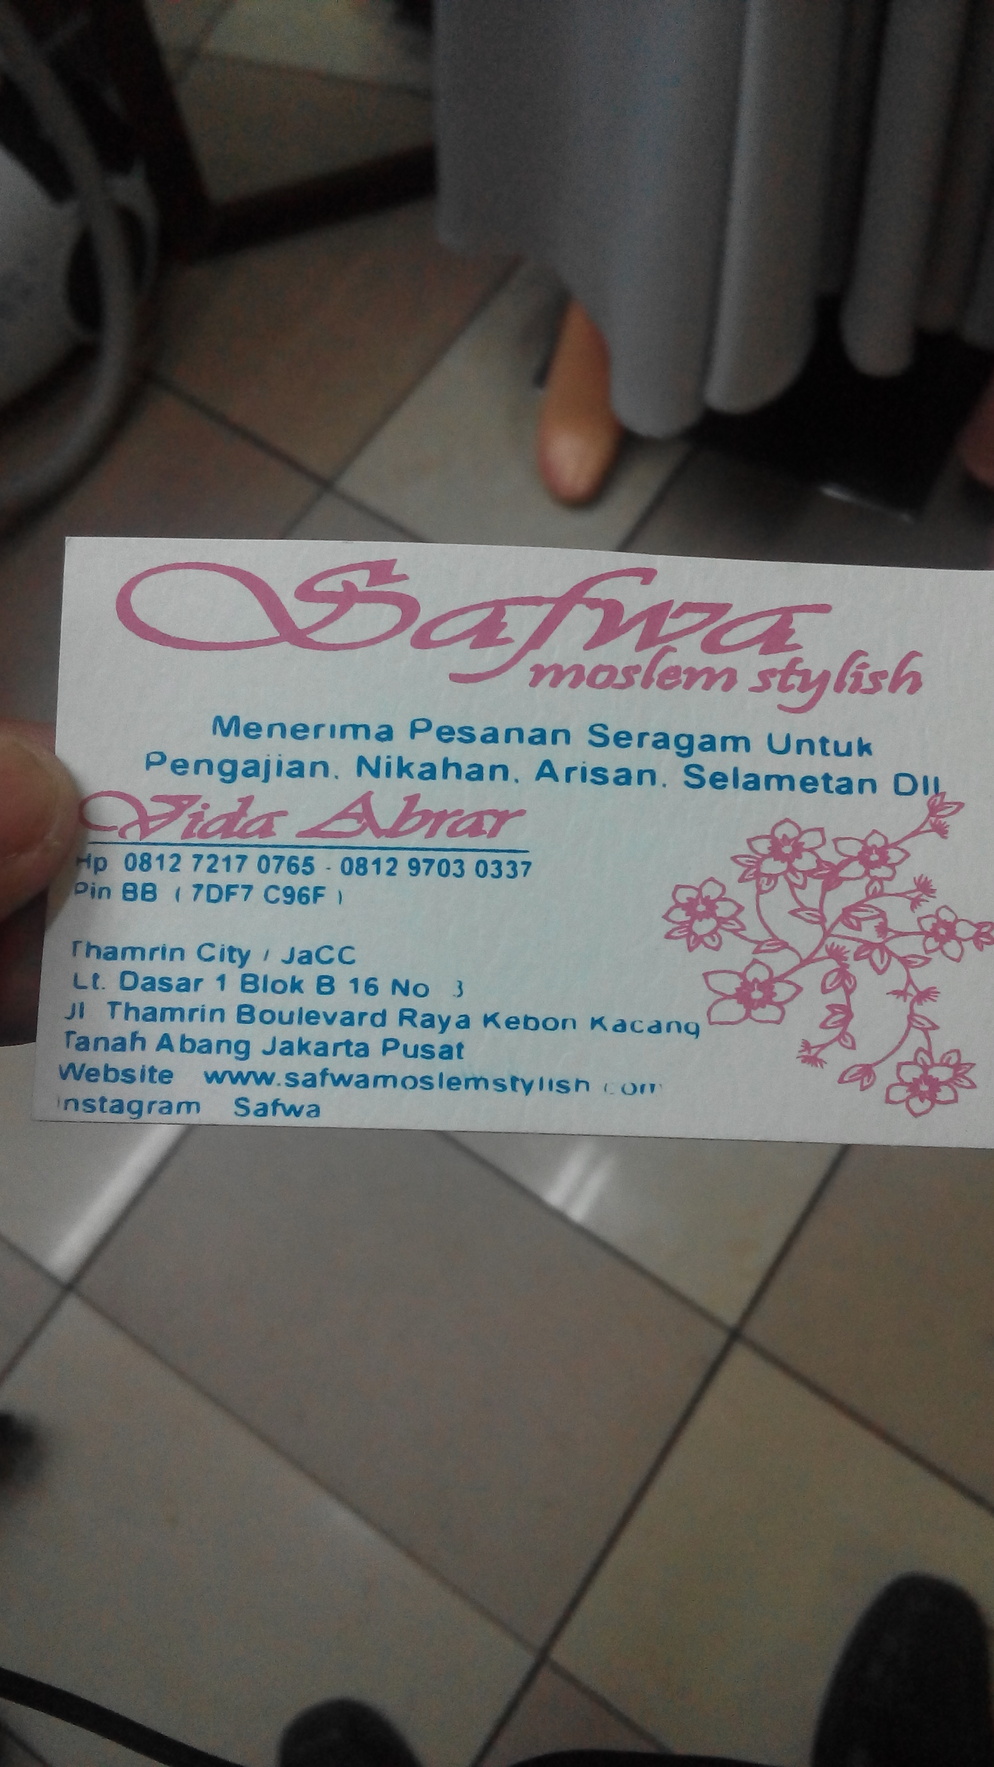 Safwa
moslem stylish
Menerima Pesanan Seragam Untuk
Pengajian, Nikahan, Arisan, Selametan Dll
Vida Abrar
Hp 0812 7217 0765 - 0812 9703 0337
Pin BB ( 7DF7 C96F )
Thamrin City / JaCC
Lt. Dasar 1 Blok B 16 No 3
Jl Thamrin Boulevard Raya Kebon Kacang
Tanah Abang Jakarta Pusat
Website www.safwamoslemstylish.com
Instagram Safwa